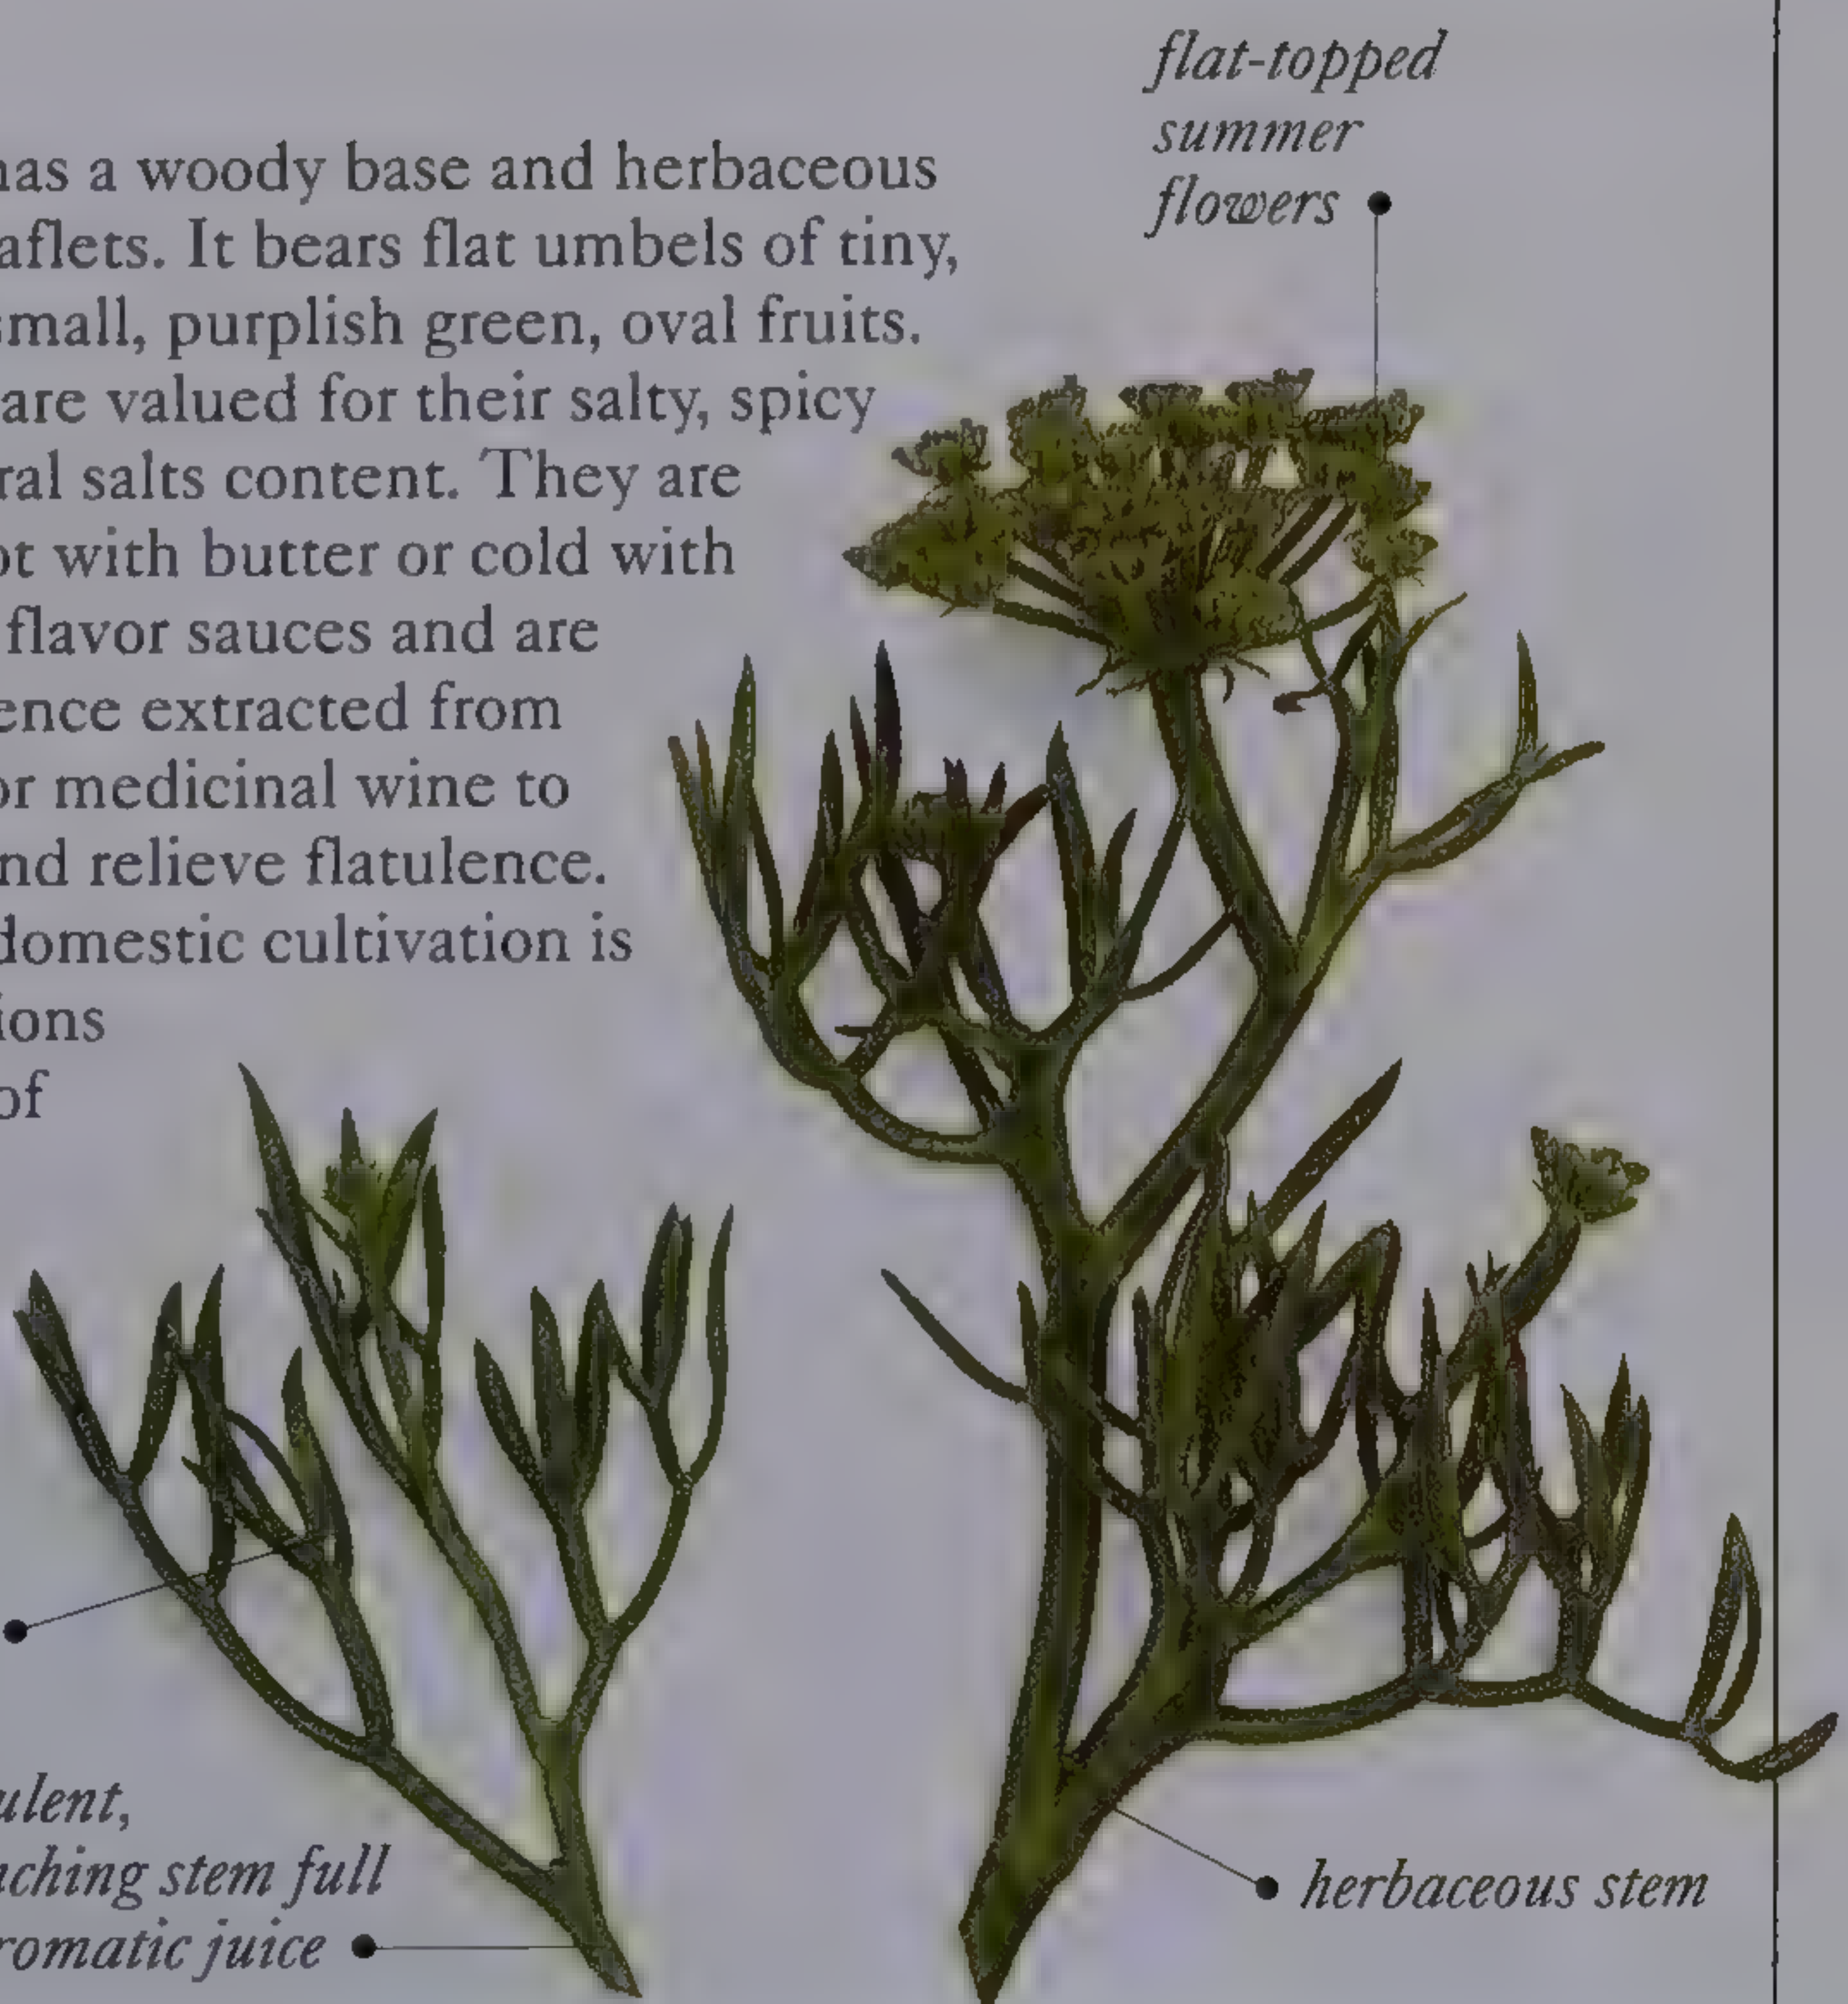 flat-topped
summer
flowers
has a woody base and herbaceous
aflets. It bears flat umbels of tiny,
small, purplish green, oval fruits.
are valued for their salty, spicy
ral salts content. They are
ot with butter or cold with
flavor sauces and are
ence extracted from
or medicinal wine to
nd relieve flatulence.
domestic cultivation is
ions
of
ulent,
ching stem full
romatic juice
herbaceous stem